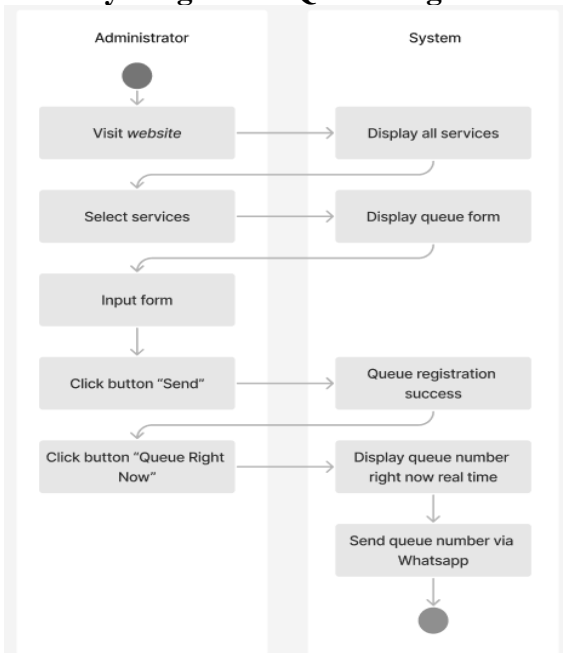 Administrator
System
Visit website
Display all services
Select services
Display queue form
Input form
Click button “Send”
Queue registration
success
Click button “Queue Right
Now”
Display queue number
right now real time
Send queue number via
Whatsapp